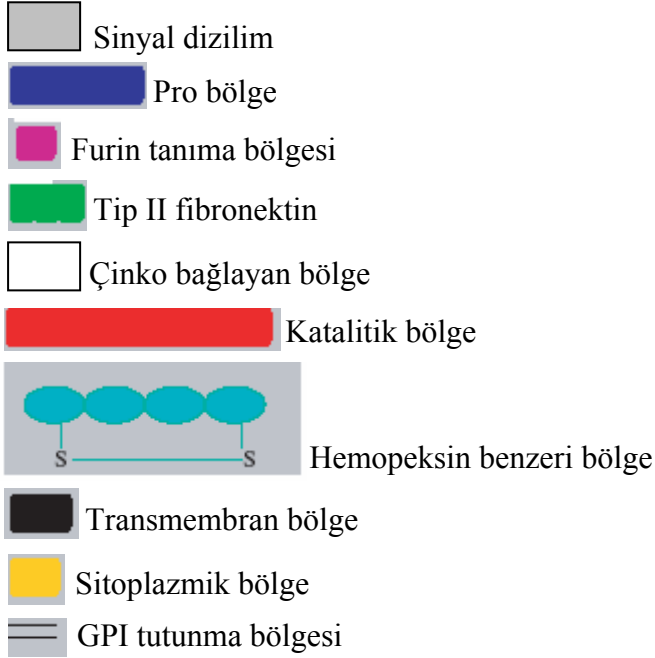 Sinyal dizilim
Pro bölge
Furin tanıma bölgesi
Tip II fibronektin
Çinko bağlayan bölge
Katalitik bölge
S S
Hemopeksin benzeri bölge
Transmembran bölge
Sitoplazmik bölge
GPI tutunma bölgesi